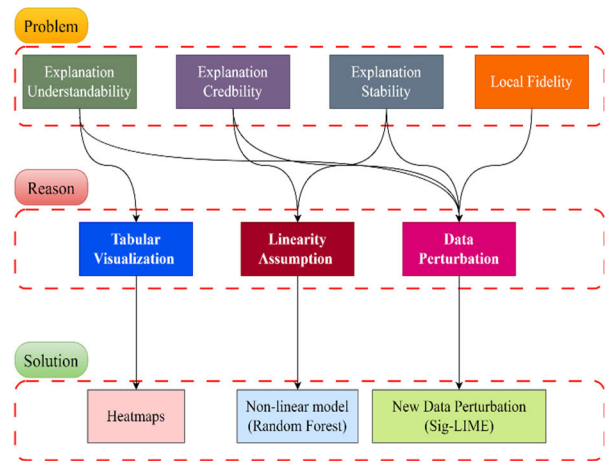 Problem
Explanation
Understandability
Explanation
Credbility
Explanation
Stability
Local Fidelity
Reason
Tabular
Visualization
Linearity
Assumption
Data
Perturbation
Solution
Heatmaps
Non-linear model
(Random Forest)
New Data Perturbation
(Sig-LIME)